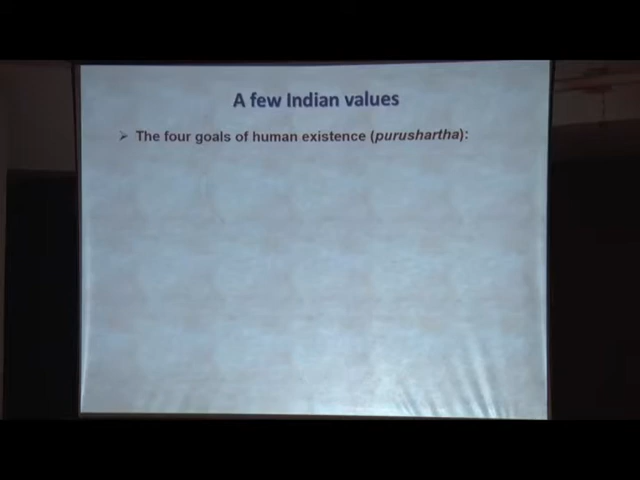 A few Indian values
➢ The four goals of human existence (purushartha):